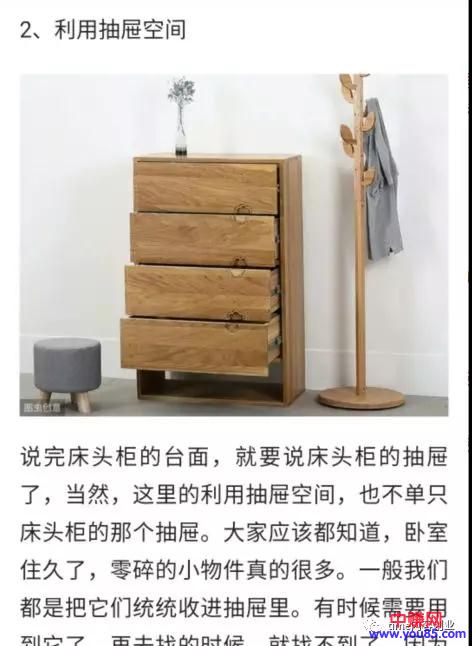 2、利用抽屉空间
图虫创意
说完床头柜的台面，就要说床头柜的抽屉
了，当然，这里的利用抽屉空间，也不单只
床头柜的那个抽屉。大家应该都知道，卧室
住久了，零碎的小物件真的很多。一般我们
都是把它们统统收进抽屉里。有时候需要用
到它了，再去找的时候，就找不到了，因为
中赚网
www.you85.com